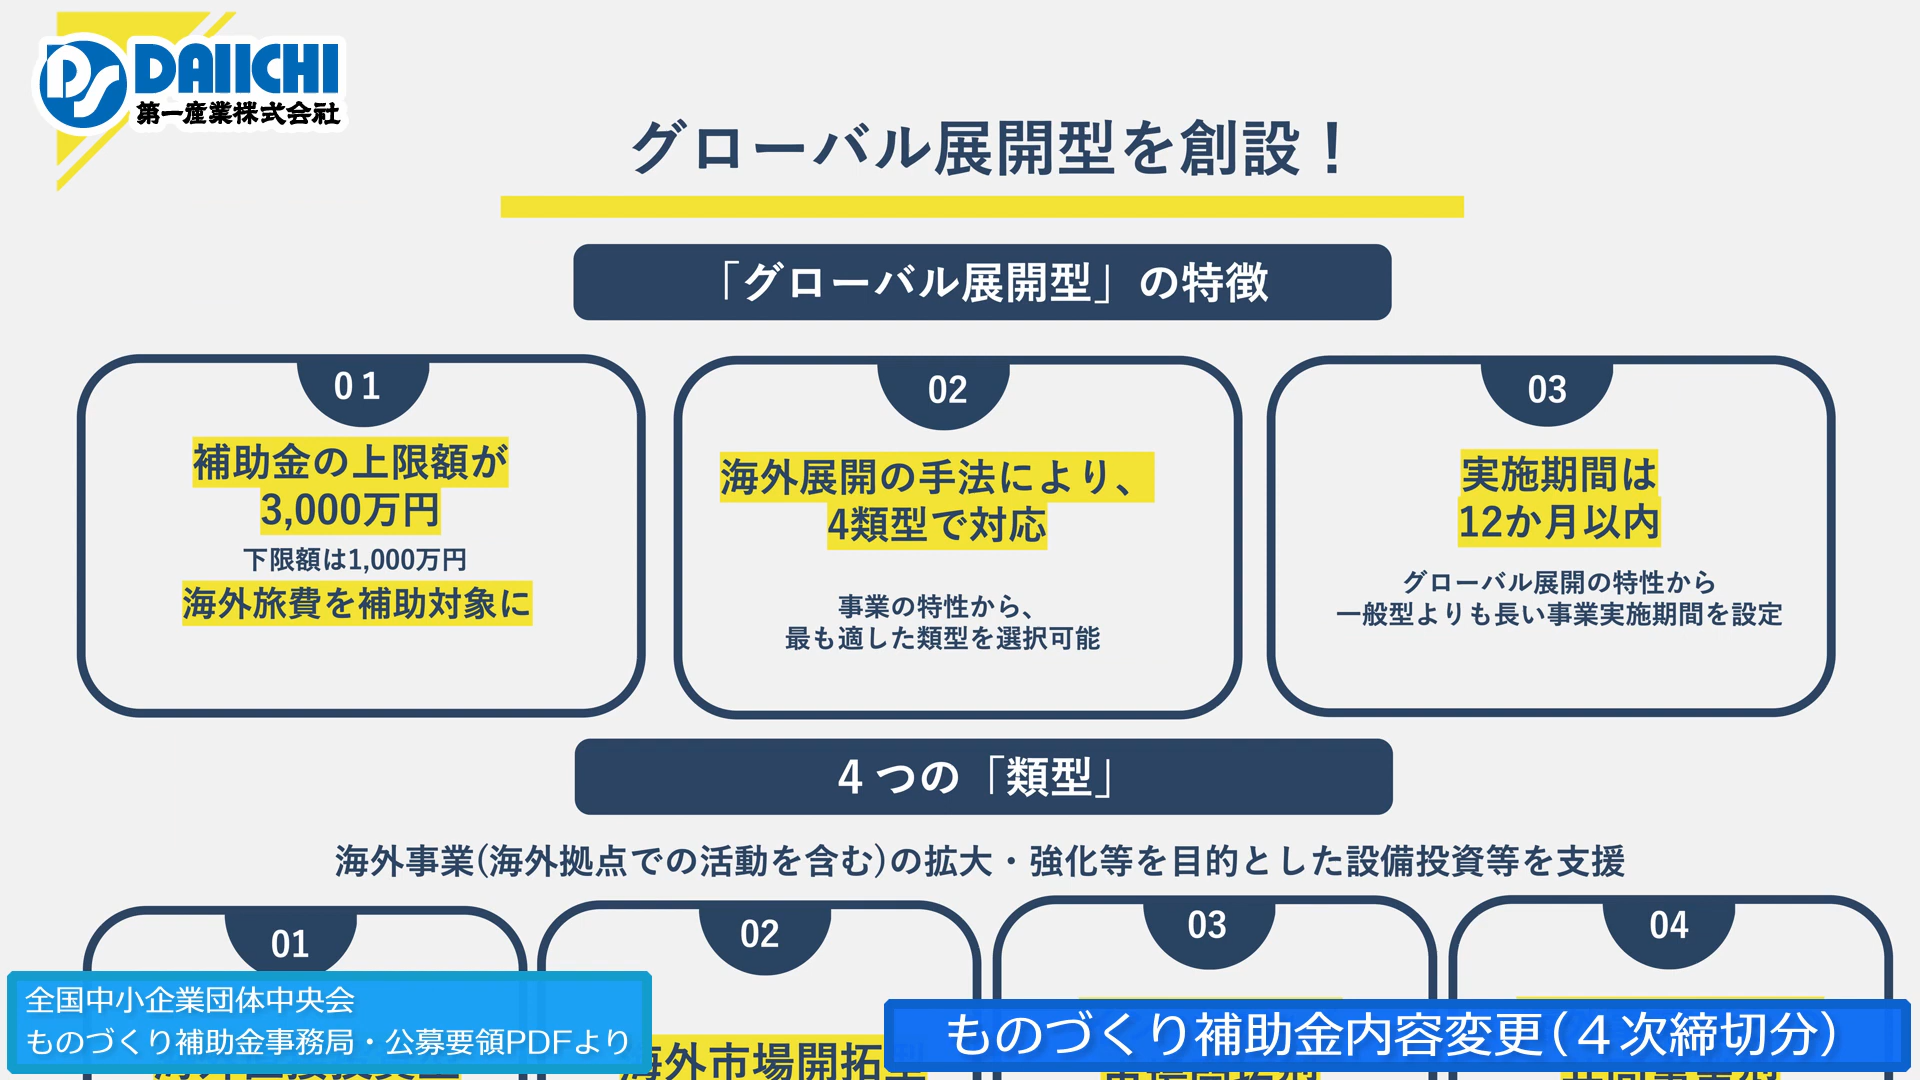 DAIICHI
第一産業株式会社
グローバル展開型を創設！
「グローバル展開型」の特徴
01
補助金の上限額が
3,000万円
下限額は1,000万円
海外旅費を補助対象に
02
海外展開の手法により、
4類型で対応
事業の特性から、
最も適した類型を選択可能
03
実施期間は
12か月以内
グローバル展開の特性から
一般型よりも長い事業実施期間を設定
4つの「類型」
海外事業(海外拠点での活動を含む)の拡大・強化等を目的とした設備投資等を支援
01
02
海外市場開拓型
03
04
全国中小企業団体中央会
ものづくり補助金事務局・公募要領PDFより
ものづくり補助金内容変更（４次締切分）